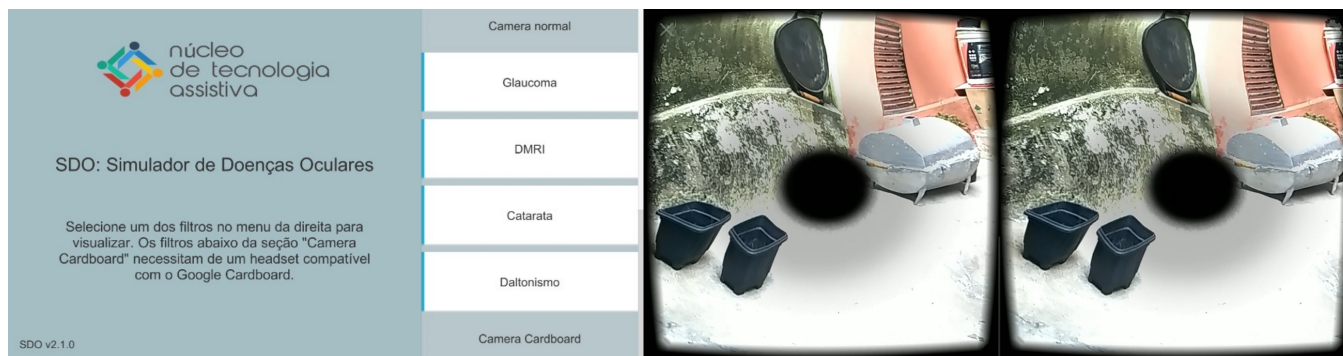 núcleo
de tecnologia
assistiva
SDO: Simulador de Doenças Oculares
Selecione um dos filtros no menu da direita para
visualizar. Os filtros abaixo da seção "Camera
Cardboard" necessitam de um headset compatível
com o Google Cardboard.
SDO v2.1.0
Camera normal
Glaucoma
DMRI
Catarata
Daltonismo
Camera Cardboard